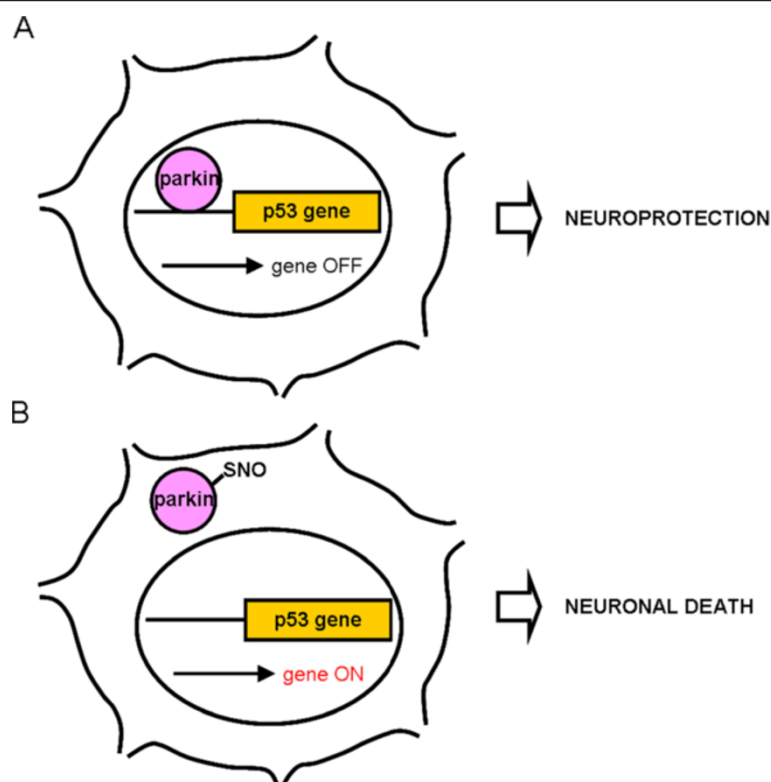 A
parkin
p53 gene
gene OFF
NEUROPROTECTION
B
SNO
parkin
p53 gene
gene ON
NEURONAL DEATH